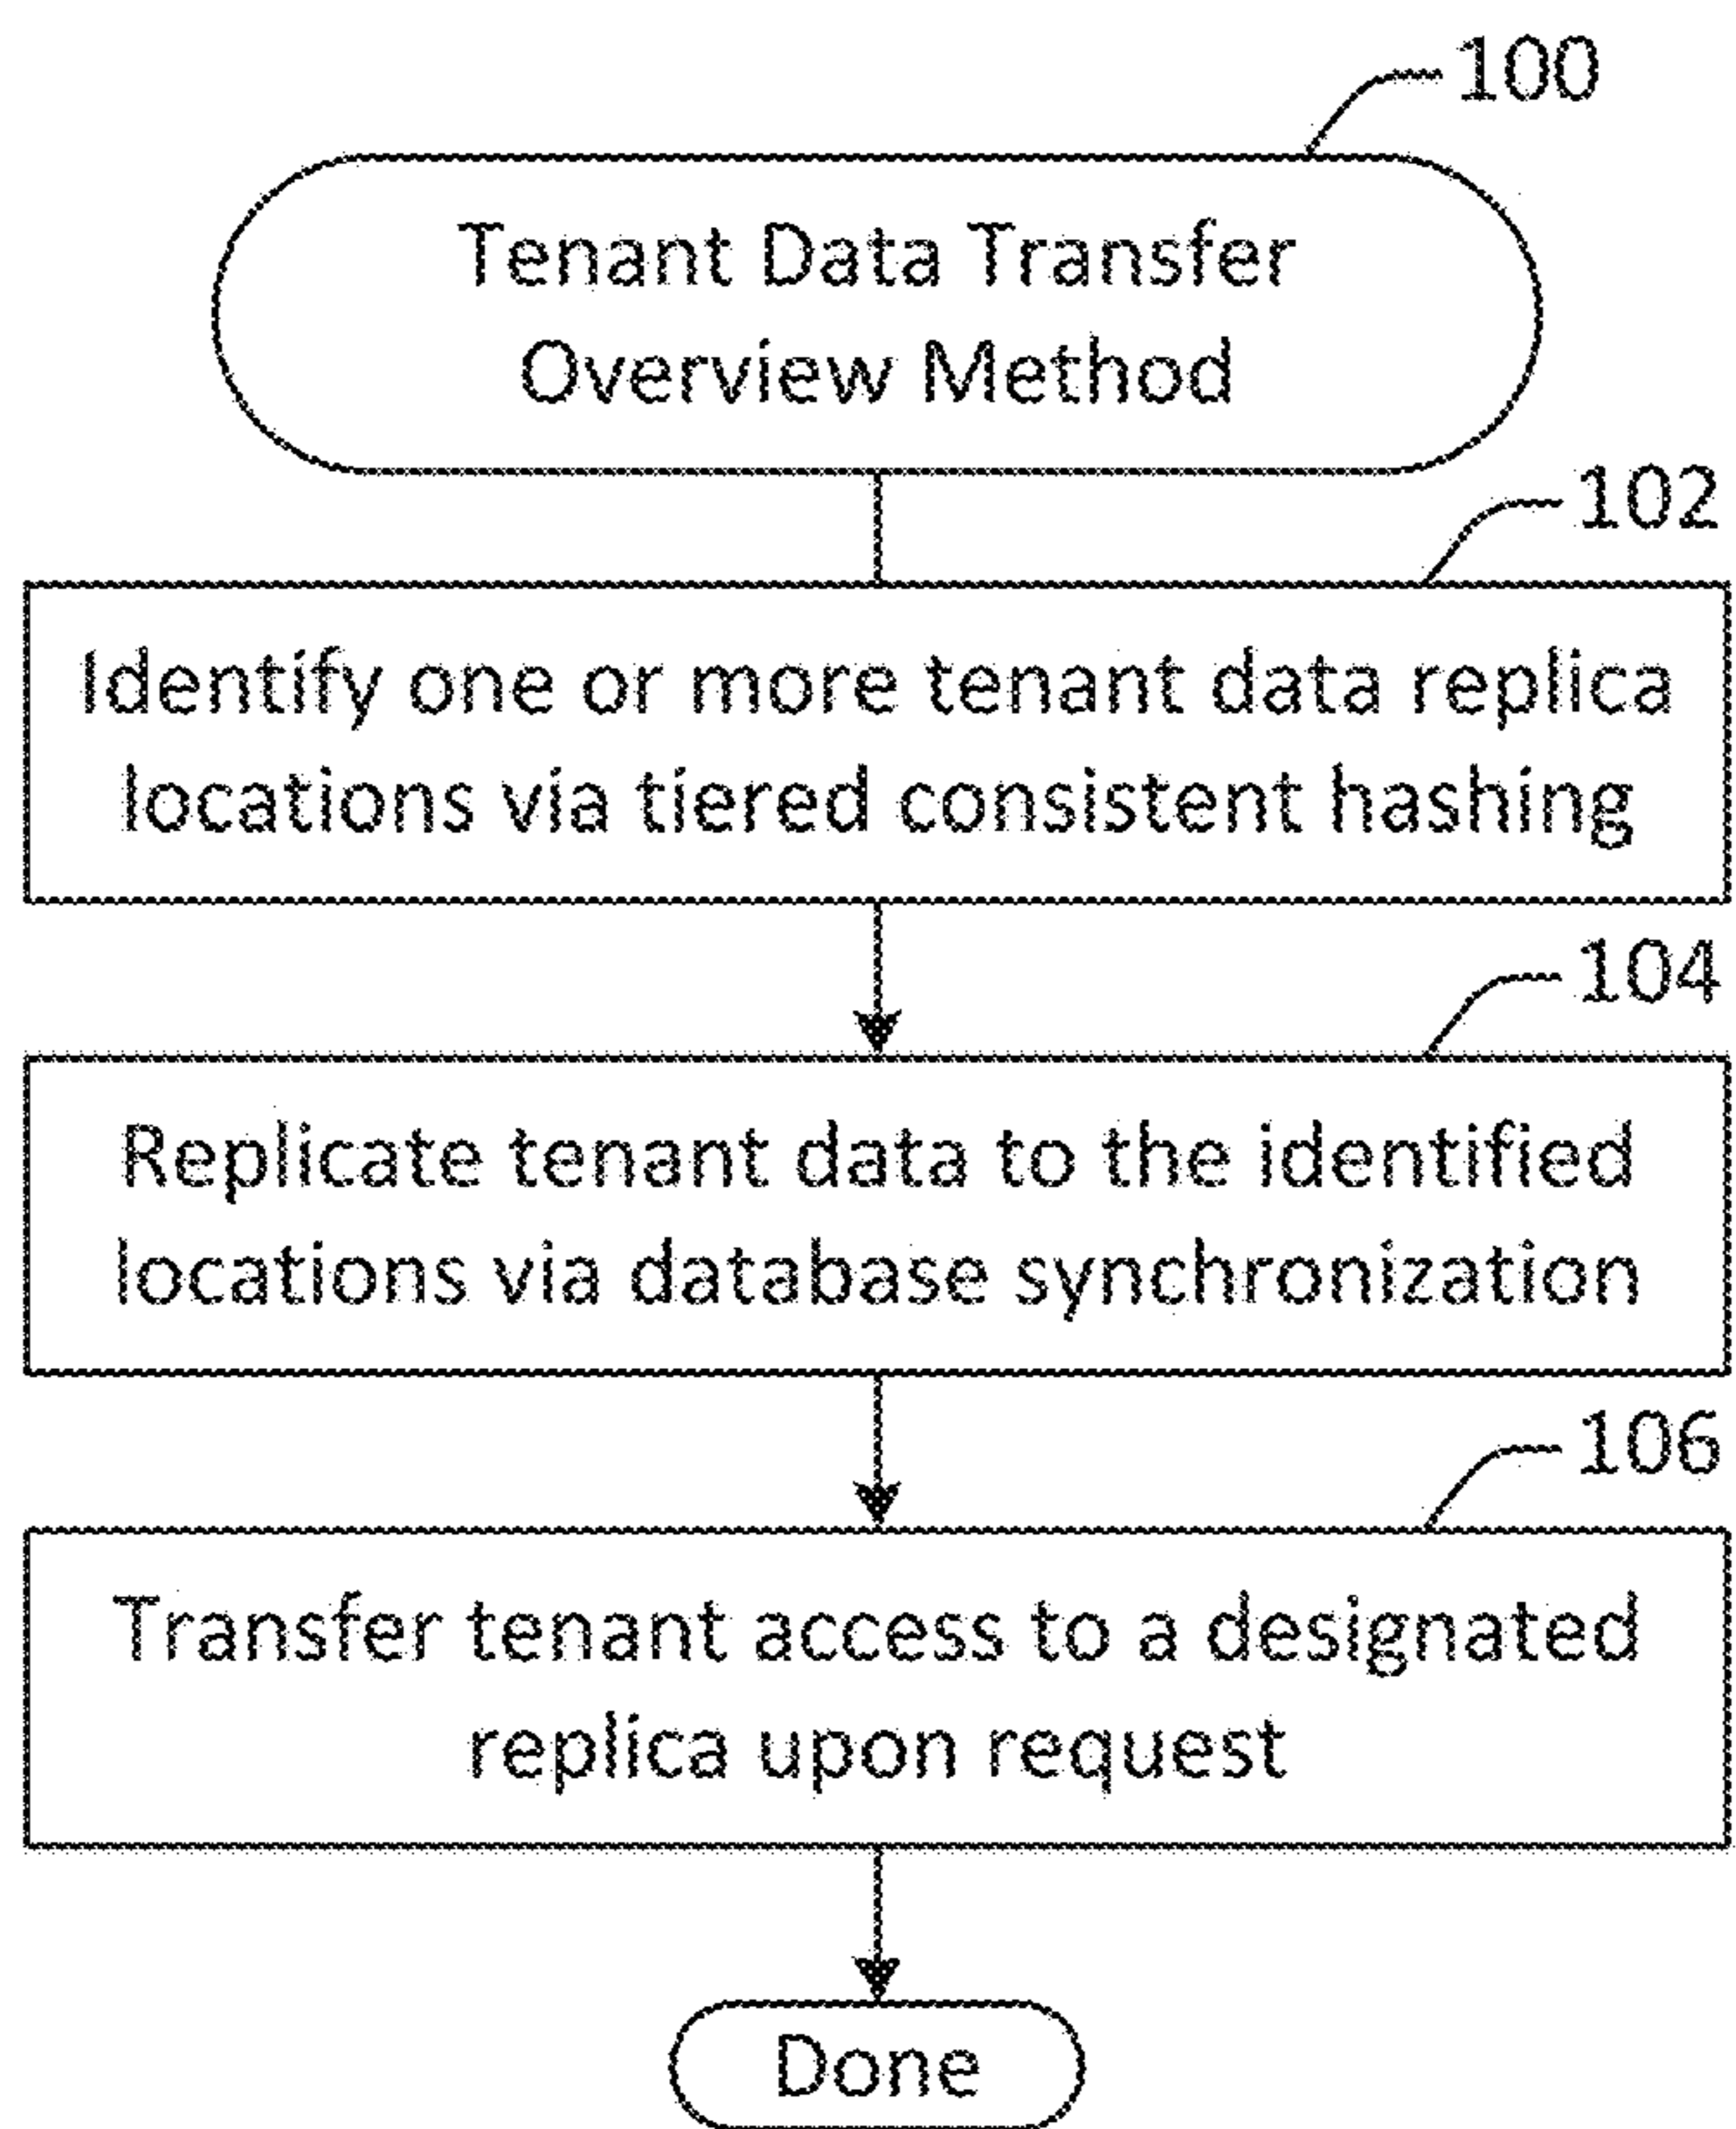 100
Tenant Data Transfer
Overview Method
102
Identify one or more tenant data replica
locations via tiered consistent hashing
104
Replicate tenant data to the identified
locations via database synchronization
106
Transfer tenant access to a designated
replica upon request
Done